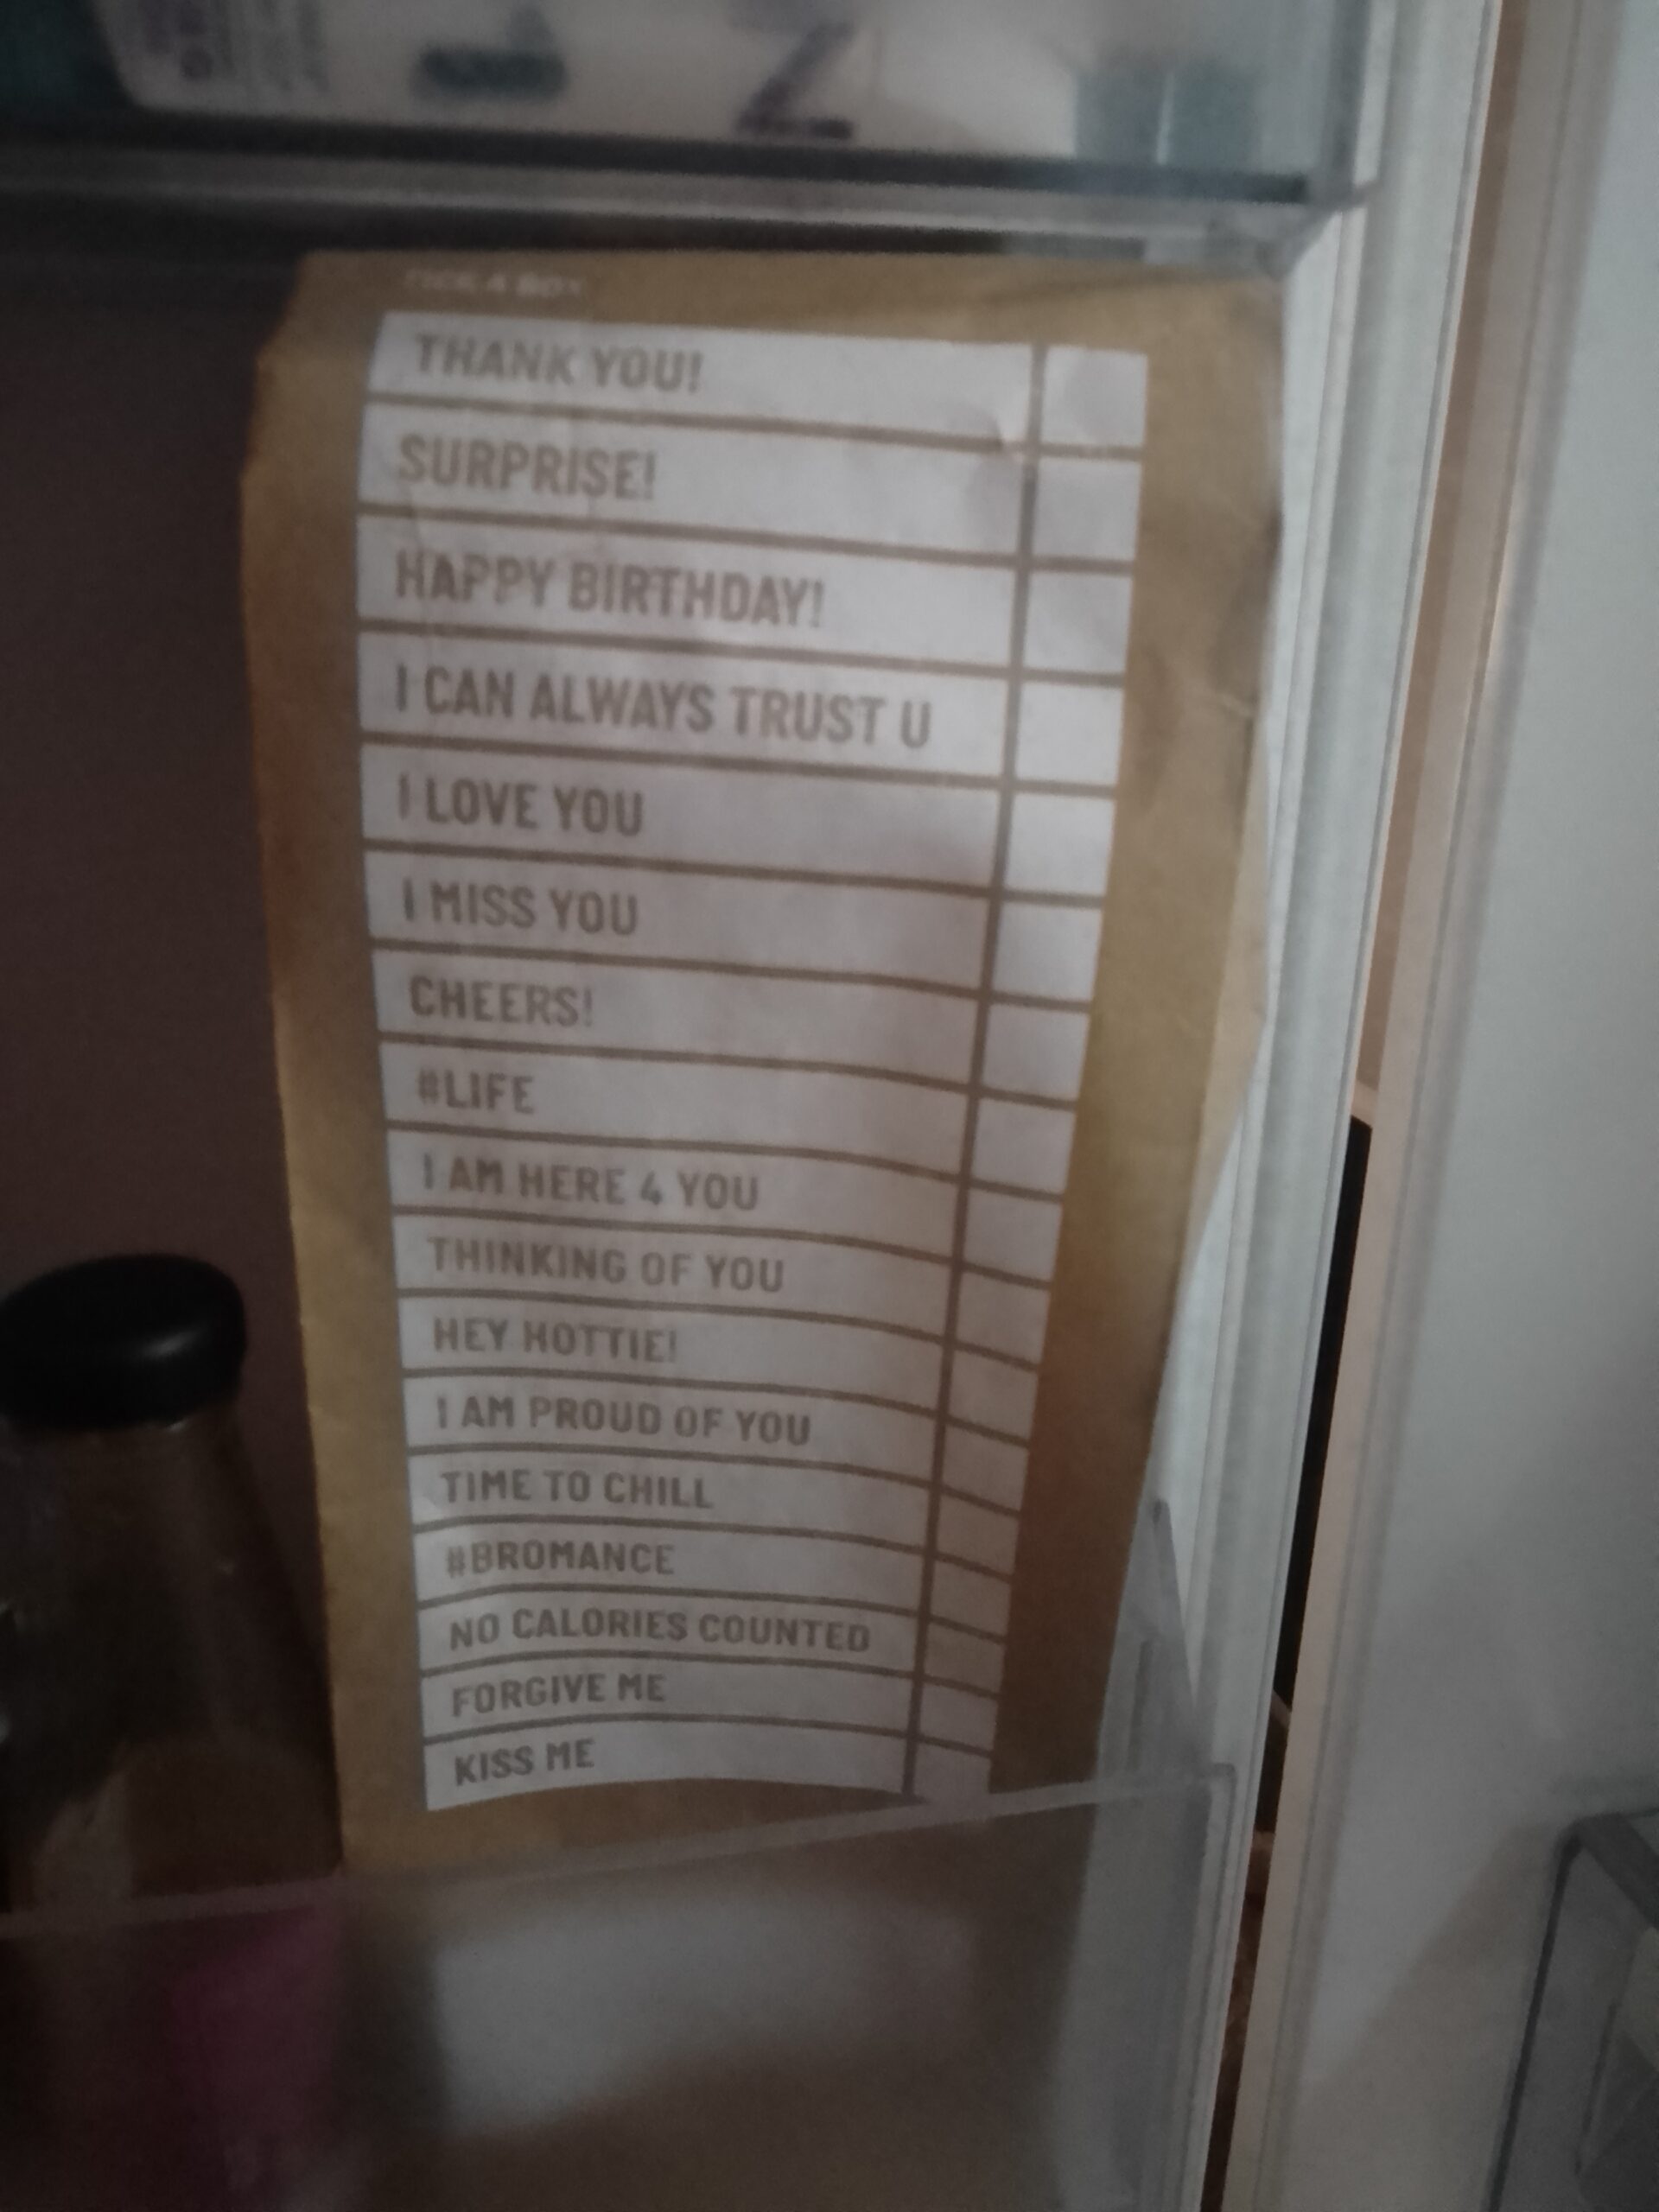 THANK YOU!
SURPRISE!
HAPPY BIRTHDAY!
I CAN ALWAYS TRUST U
I LOVE YOU
I MISS YOU
CHEERS!
#LIFE
I AM HERE 4 YOU
THINKING OF YOU
HEY HOTTIE!
I AM PROUD OF YOU
TIME TO CHILL
#BROMANCE
NO CALORIES COUNTED
FORGIVE ME
KISS ME